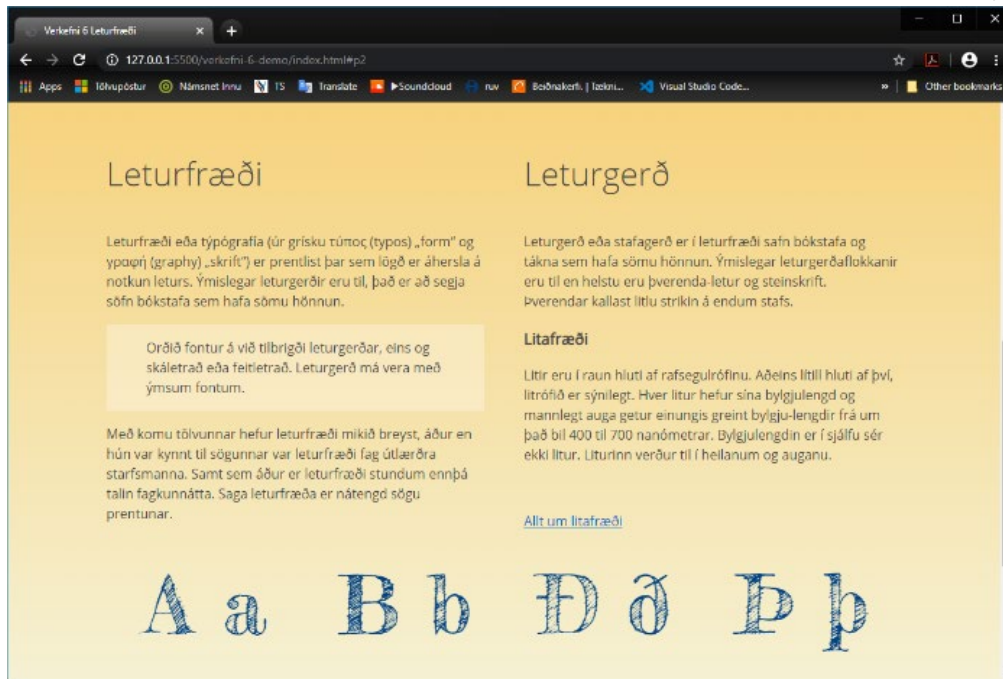 Verkefni 6 Leturfræði
127.0.0.1:5500/verkefni-6-demo/index.html#p2
Apps Tölvupóstur Námsnet Innu TS Translate ►Soundcloud ruv Beiðnakerfi. | Tækni... Visual Studio Code... » Other bookmarks
Leturfræði
Leturfræði eða týpógrafía (úr grísku τύπος (typos) „form" og
γραφή (graphy) „skrift") er prentlist þar sem lögð er áhersla á
notkun leturs. Ýmislegar leturgerðir eru til, það er að segja
söfn bókstafa sem hafa sömu hönnun.
Orðið fontur á við tilbrigði leturgerðar, eins og
skáletrað eða feitletrað. Leturgerð má vera með
ýmsum fontum.
Með komu tölvunnar hefur leturfræði mikið breyst, áður en
hún var kynnt til sögunnar var leturfræði fag útlærðra
starfsmanna. Samt sem áður er leturfræði stundum ennþá
talin fagkunnátta. Saga leturfræða er nátengd sögu
prentunar.
Leturgerð
Leturgerð eða stafagerð er í leturfræði safn bókstafa og
tákna sem hafa sömu hönnun. Ýmislegar leturgerðaflokkanir
eru til en helstu eru þverenda-letur og steinskrift.
Þverendar kallast litlu strikin á endum stafs.
Litafræði
Litir eru í raun hluti af rafsegulrófinu. Aðeins lítill hluti af því,
litrófið er sýnilegt. Hver litur hefur sína bylgjulengd og
mannlegt auga getur einungis greint bylgju-lengdir frá um
það bil 400 til 700 nanómetrar. Bylgjulengdin er í sjálfu sér
ekki litur. Liturinn verður til í heilanum og auganu.
Allt um litafræði
A a B b Ð ð Þ þ